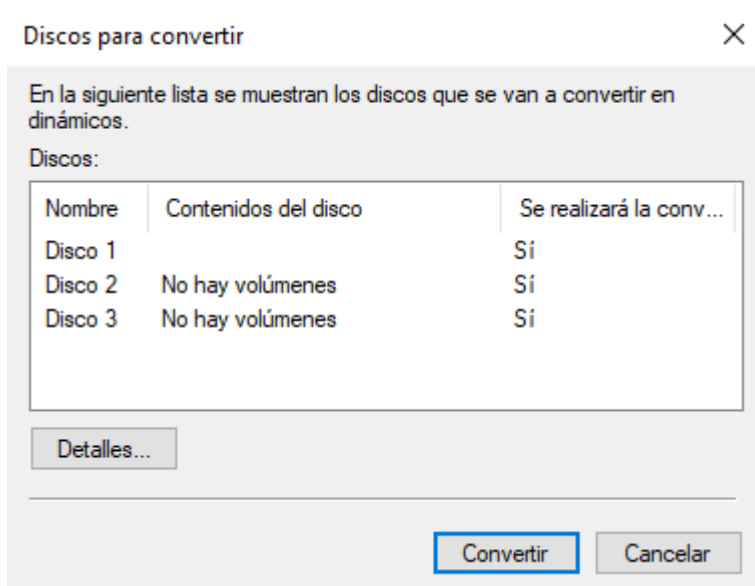 Discos para convertir
En la siguiente lista se muestran los discos que se van a convertir en
dinámicos.
Discos:
Nombre Contenidos del disco Se realizará la conv...
Disco 1 Sí
Disco 2 No hay volúmenes Sí
Disco 3 No hay volúmenes Sí
Detalles...
Convertir Cancelar